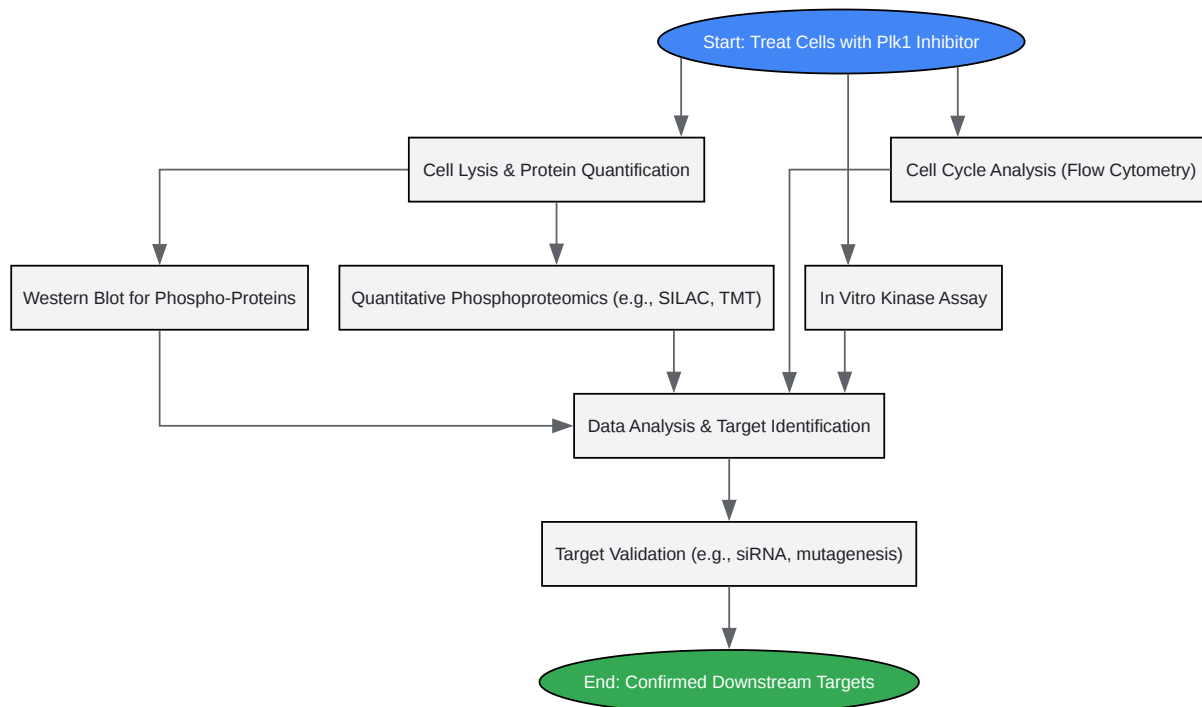 Start: Treat Cells with Plk1 Inhibitor
Cell Lysis & Protein Quantification
Cell Cycle Analysis (Flow Cytometry)
Western Blot for Phospho-Proteins
Quantitative Phosphoproteomics (e.g., SILAC, TMT)
In Vitro Kinase Assay
Data Analysis & Target Identification
Target Validation (e.g., siRNA, mutagenesis)
End: Confirmed Downstream Targets